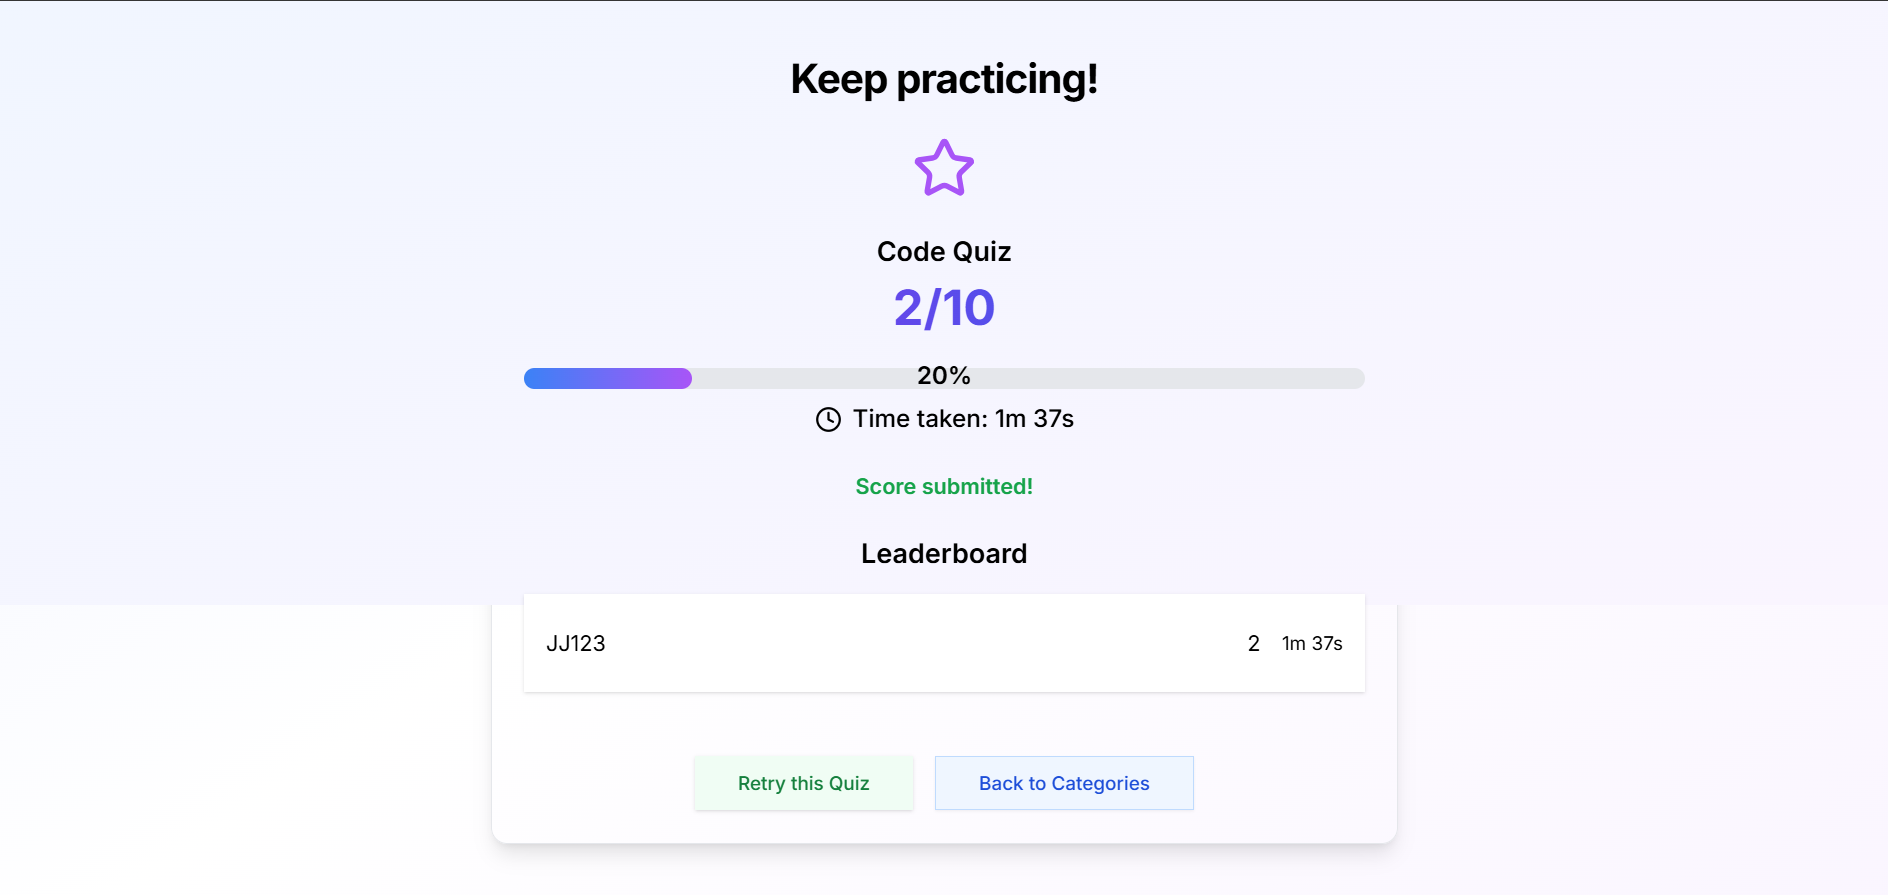 Keep practicing!
Code Quiz
2/10
20%
Time taken: 1m 37s
Score submitted!
Leaderboard
JJ123 2 1m 37s
Retry this Quiz Back to Categories